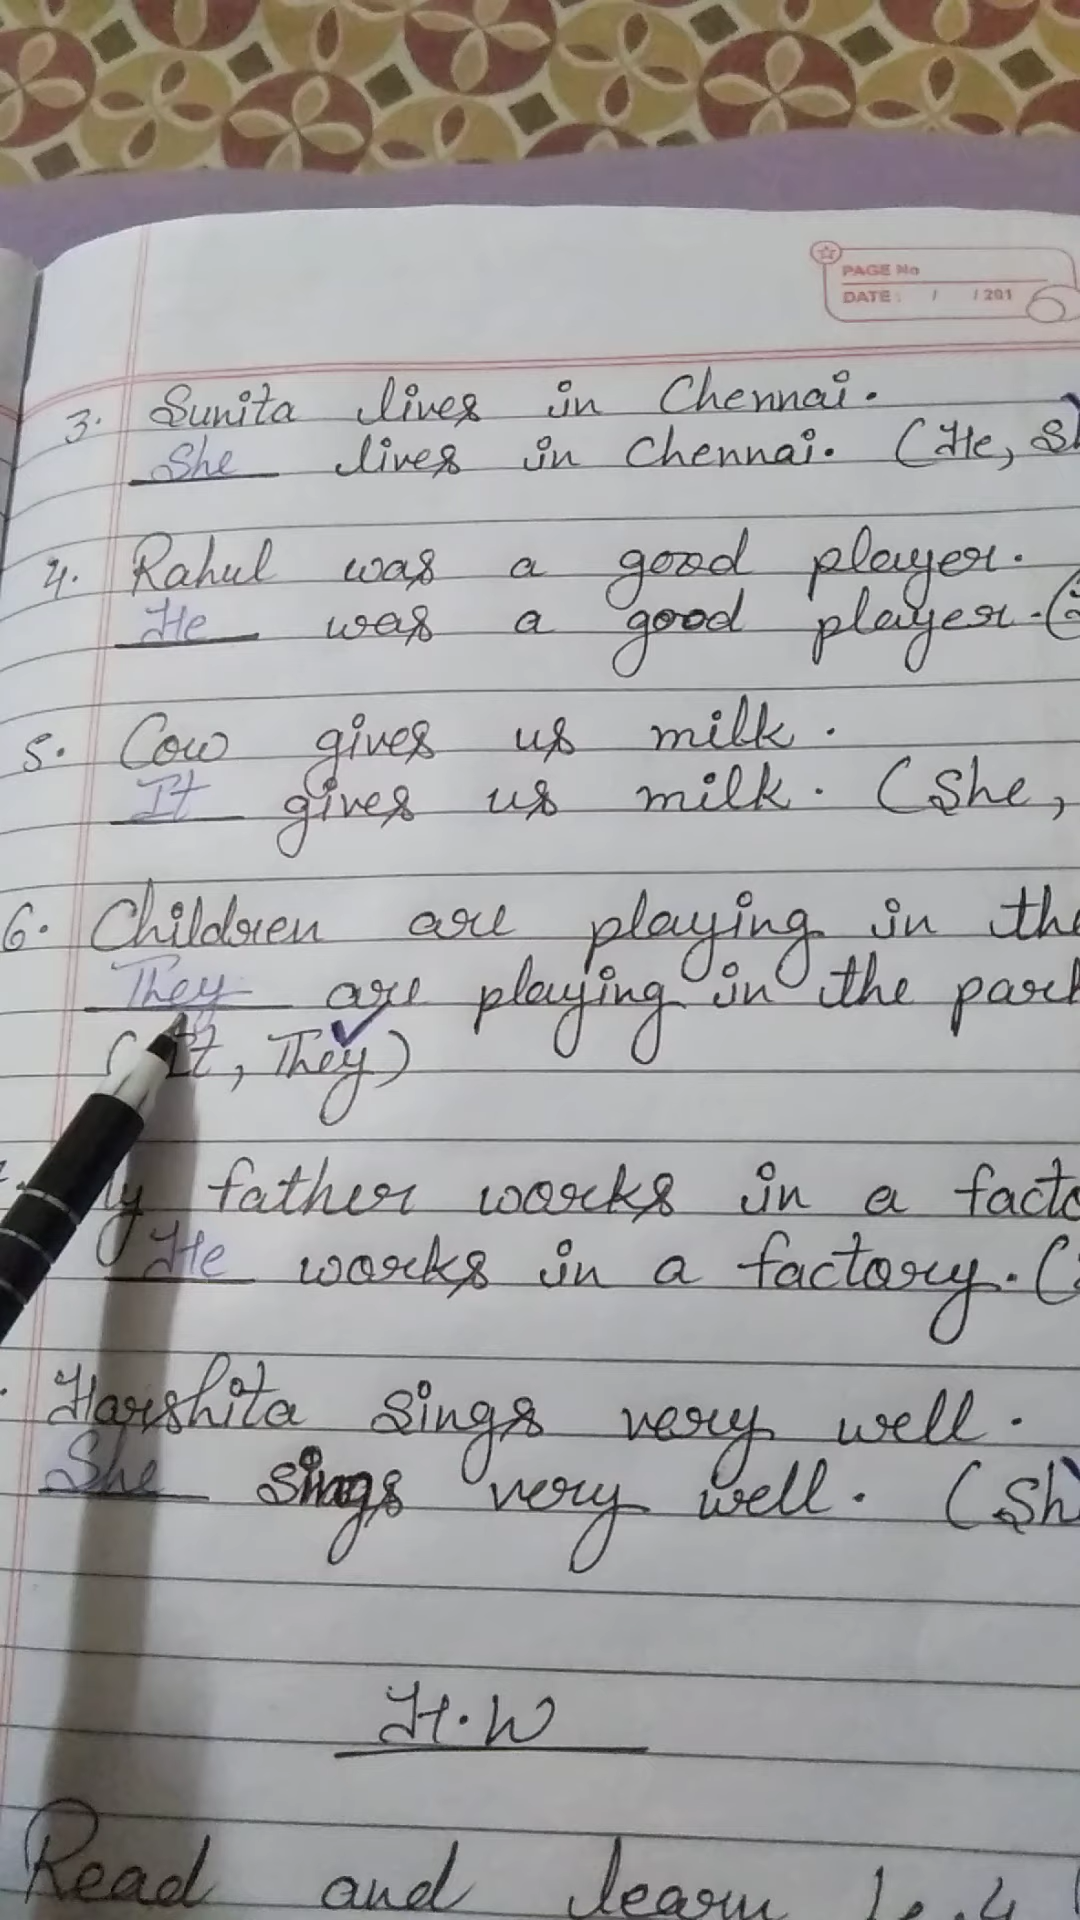 PAGE No
DATE: / / 201
3. Sunita lives in Chennai.
She lives in Chennai. (He,
4. Rahul was a good player.
He was a good player. (
5. Cow gives us milk.
It gives us milk. (She,
6. Children are playing in the
They are playing in the park
(It, They)
father works in a facto
He works in a factory. (
Harshita sings very well.
She sings very well. (Sh
H.W
Read and learn